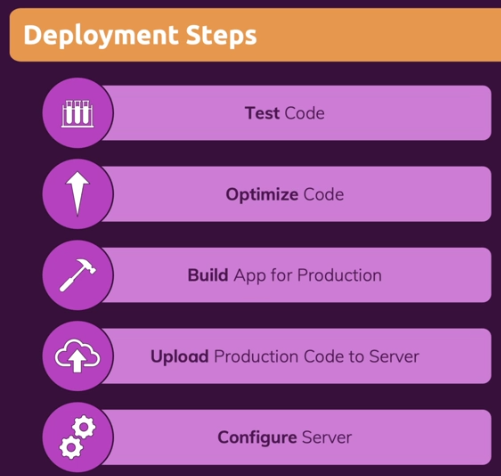 Deployment Steps
Test Code
Optimize Code
Build App for Production
Upload Production Code to Server
Configure Server